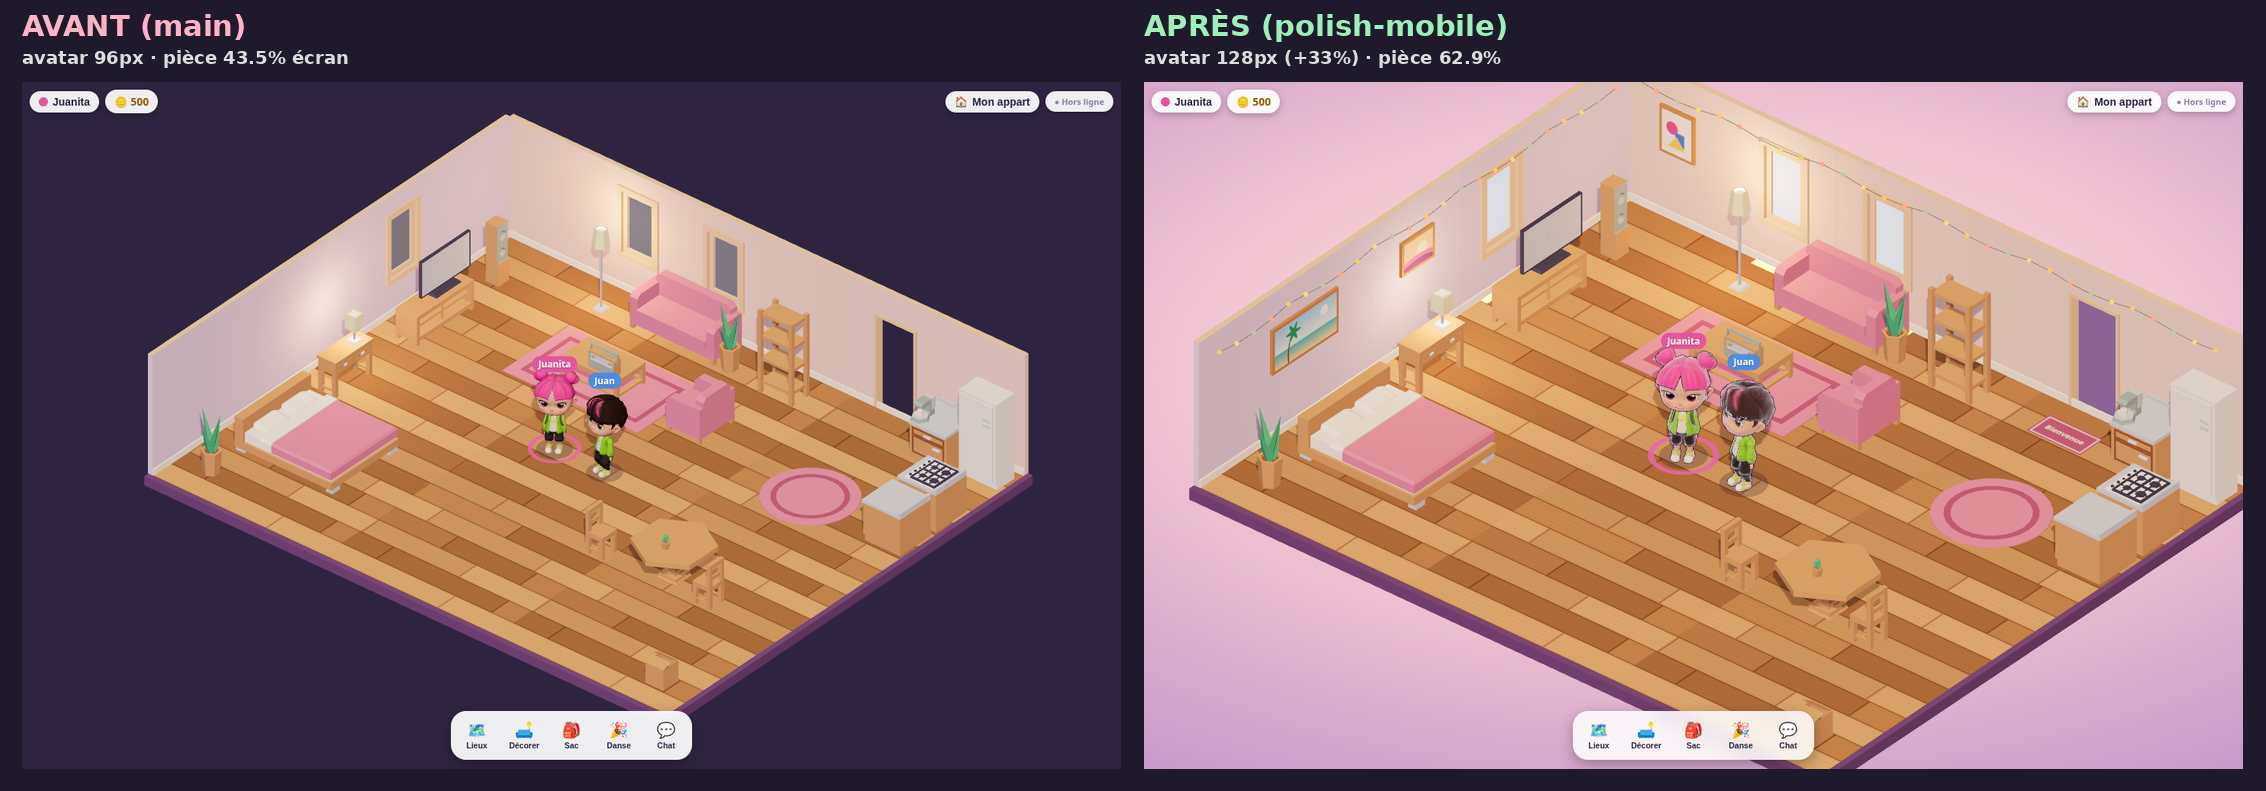 AVANT (main)
avatar 96px · pièce 43.5% écran
Juanita
500
Mon appart
● Hors ligne
Juanita
Juan
Lieux
Décorer
Sac
Danse
Chat
APRÈS (polish-mobile)
avatar 128px (+33%) · pièce 62.9%
Juanita
500
Mon appart
● Hors ligne
Juanita
Juan
Bienvenue
Lieux
Décorer
Sac
Danse
Chat